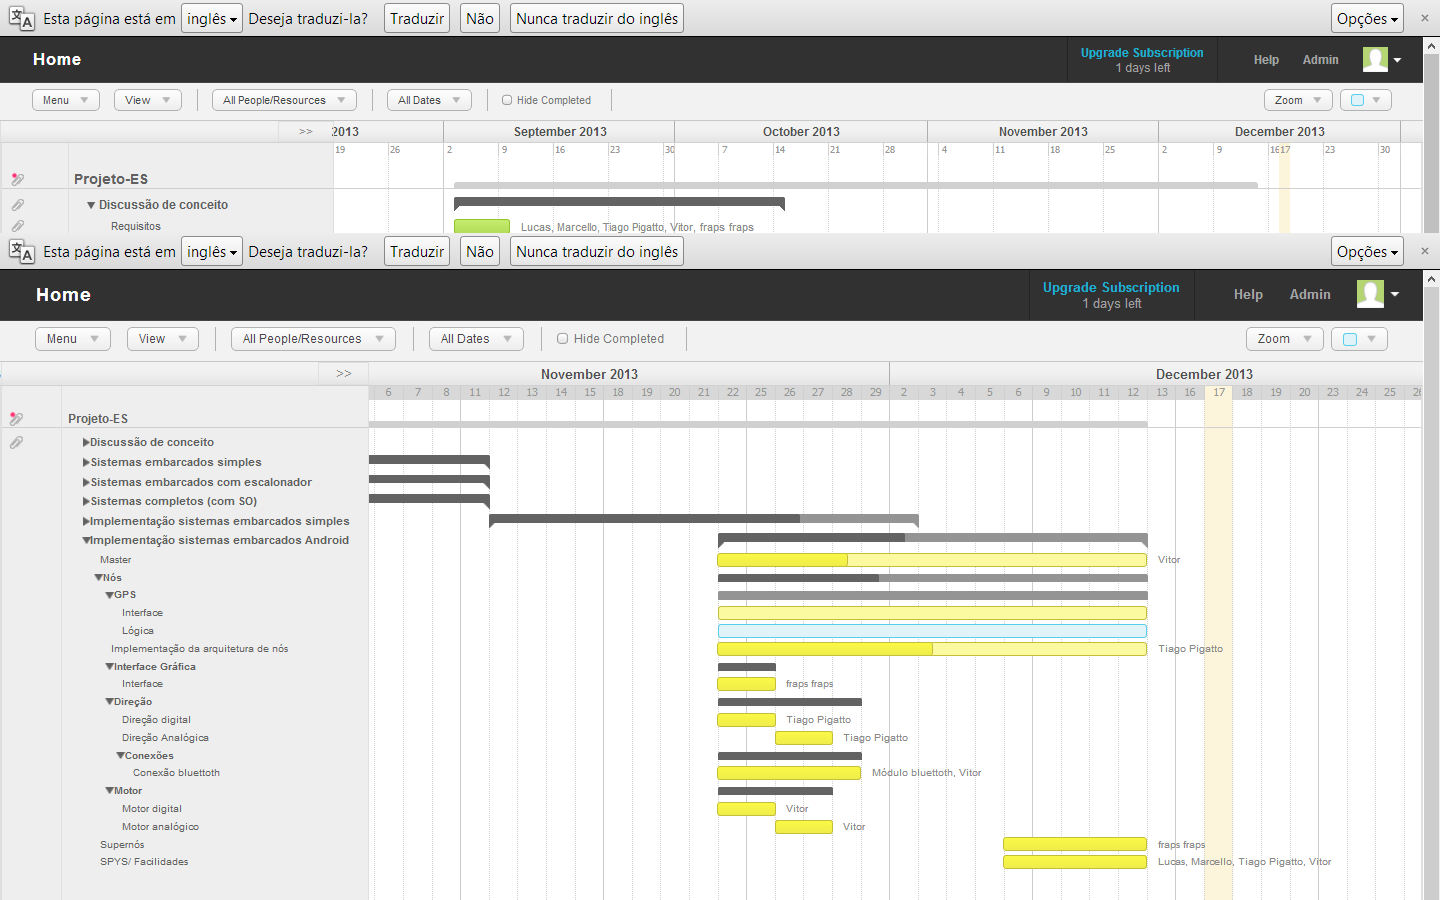 Esta página está em inglês Deseja traduzi-la? Traduzir Não Nunca traduzir do inglês Opções ×
Home Upgrade Subscription Help Admin
1 days left
Menu View All People/Resources All Dates Hide Completed Zoom
>> 2013 September 2013 October 2013 November 2013 December 2013
19 26 2 9 16 23 30 7 14 21 28 4 11 18 25 2 9 16 17 23 30
Projeto-ES
Discussão de conceito
Requisitos Lucas, Marcello, Tiago Pigatto, Vitor, fraps fraps
Esta página está em inglês Deseja traduzi-la? Traduzir Não Nunca traduzir do inglês Opções ×
Home Upgrade Subscription Help Admin
1 days left
Menu View All People/Resources All Dates Hide Completed Zoom
>> November 2013 December 2013
6 7 8 11 12 13 14 15 18 19 20 21 22 25 26 27 28 29 2 3 4 5 6 9 10 11 12 13 16 17 18 19 20 23 24 25 26
Projeto-ES
Discussão de conceito
Sistemas embarcados simples
Sistemas embarcados com escalonador
Sistemas completos (com SO)
Implementação sistemas embarcados simples
Implementação sistemas embarcados Android
Master Vitor
Nós
GPS
Interface
Lógica
Implementação da arquitetura de nós Tiago Pigatto
Interface Gráfica
Interface fraps fraps
Direção
Direção digital Tiago Pigatto
Direção Analógica Tiago Pigatto
Conexões
Conexão bluettoth Módulo bluettoth, Vitor
Motor
Motor digital Vitor
Motor analógico Vitor
Supernós fraps fraps
SPYS/ Facilidades Lucas, Marcello, Tiago Pigatto, Vitor